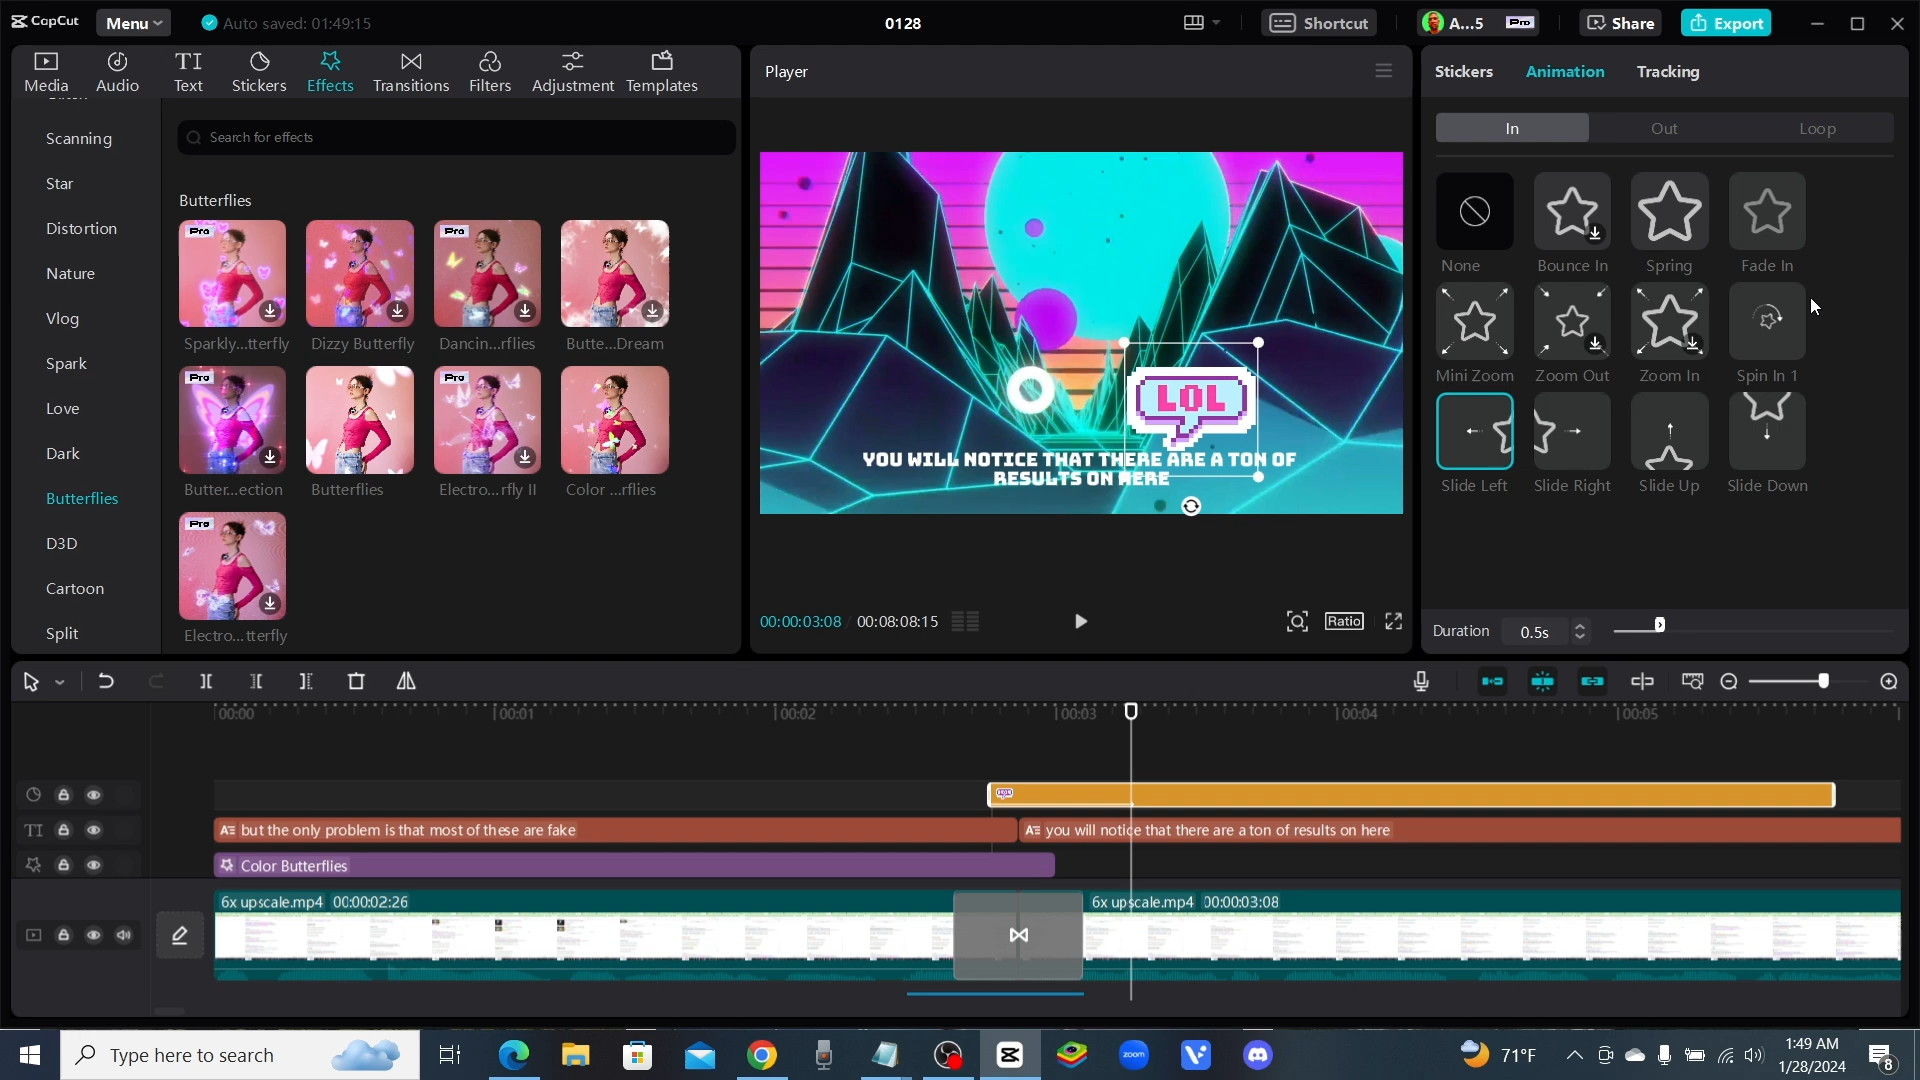 CapCut
Menu
Auto saved: 01:49:15
0128
Shortcut
A...5
Pro
Share
Export
Media
Audio
Text
Stickers
Effects
Transitions
Filters
Adjustment
Templates
Player
Stickers
Animation
Tracking
Scanning
Star
Distortion
Nature
Vlog
Spark
Love
Dark
Butterflies
D3D
Cartoon
Split
Search for effects
Butterflies
Pro
Pro
Sparkly...tterfly
Dizzy Butterfly
Dancin...rflies
Butte...Dream
Pro
Pro
Butter...ection
Butterflies
Electro...rfly II
Color ...rflies
Pro
Electro...tterfly
LOL
YOU WILL NOTICE THAT THERE ARE A TON OF
RESULTS ON HERE
00:00:03:08
00:08:08:15
Ratio
In
Out
Loop
None
Bounce In
Spring
Fade In
Mini Zoom
Zoom Out
Zoom In
Spin In 1
Slide Left
Slide Right
Slide Up
Slide Down
Duration
0.5s
00:00
00:01
00:02
00:03
00:04
00:05
but the only problem is that most of these are fake
you will notice that there are a ton of results on here
Color Butterflies
6x upscale.mp4 00:00:02:26
6x upscale.mp4 00:00:03:08
Type here to search
zoom
71°F
1:49 AM
1/28/2024
8